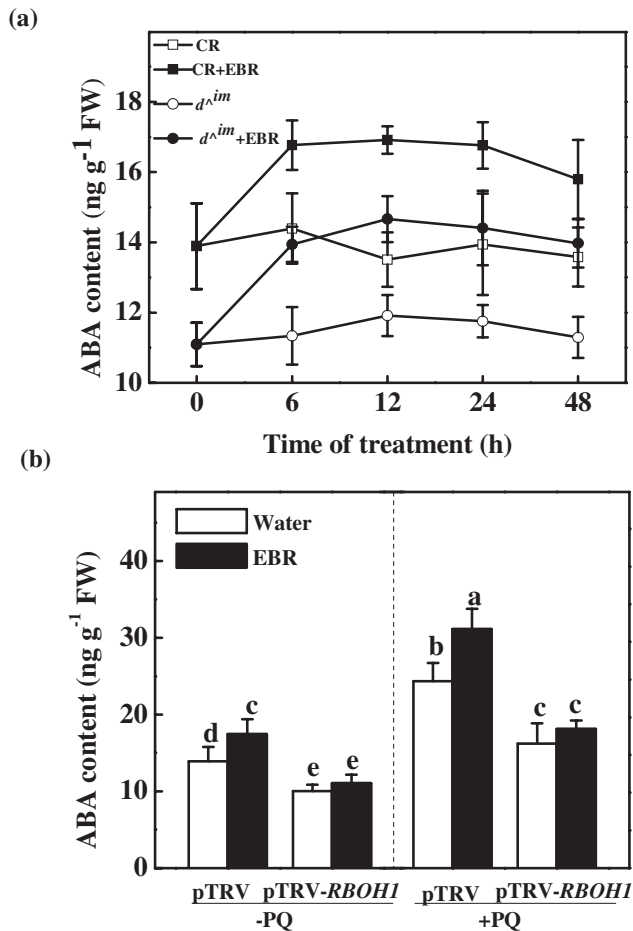 (a)
CR
CR+EBR
d^im
d^im+EBR
18
16
14
12
10
ABA content (ng g-1 FW)
0 6 12 24 48
Time of treatment (h)
(b)
Water
EBR
40
30
20
10
0
ABA content (ng g-1 FW)
d c e e b a c c
pTRV pTRV-RBOH1 pTRV pTRV-RBOH1
-PQ +PQ